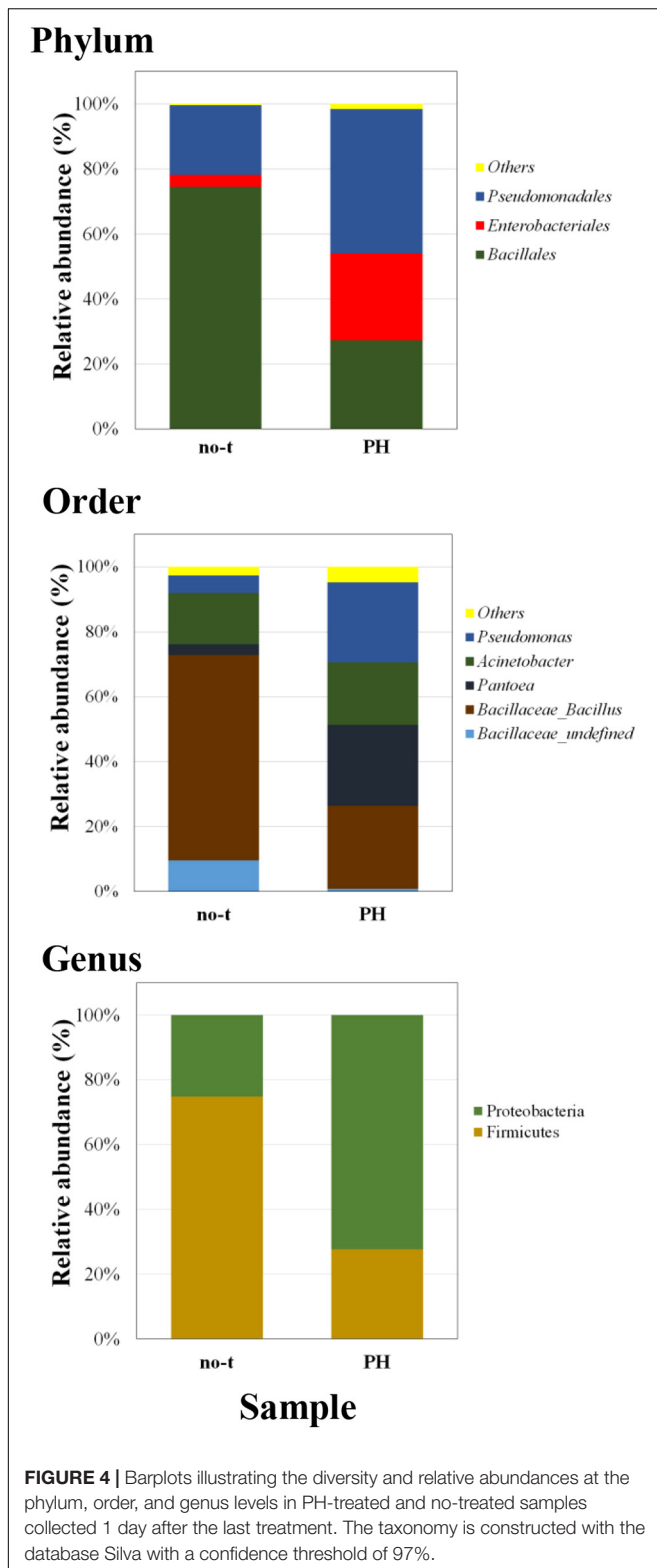 Phylum
Relative abundance (%)
100%
80%
60%
40%
20%
0%
no-t PH
Others
Pseudomonadales
Enterobacteriales
Bacillales
Order
Relative abundance (%)
100%
80%
60%
40%
20%
0%
no-t PH
Others
Pseudomonas
Acinetobacter
Pantoea
Bacillaceae_Bacillus
Bacillaceae_undefined
Genus
Relative abundance (%)
100%
80%
60%
40%
20%
0%
no-t PH
Proteobacteria
Firmicutes
Sample
FIGURE 4 | Barplots illustrating the diversity and relative abundances at the
phylum, order, and genus levels in PH-treated and no-treated samples
collected 1 day after the last treatment. The taxonomy is constructed with the
database Silva with a confidence threshold of 97%.